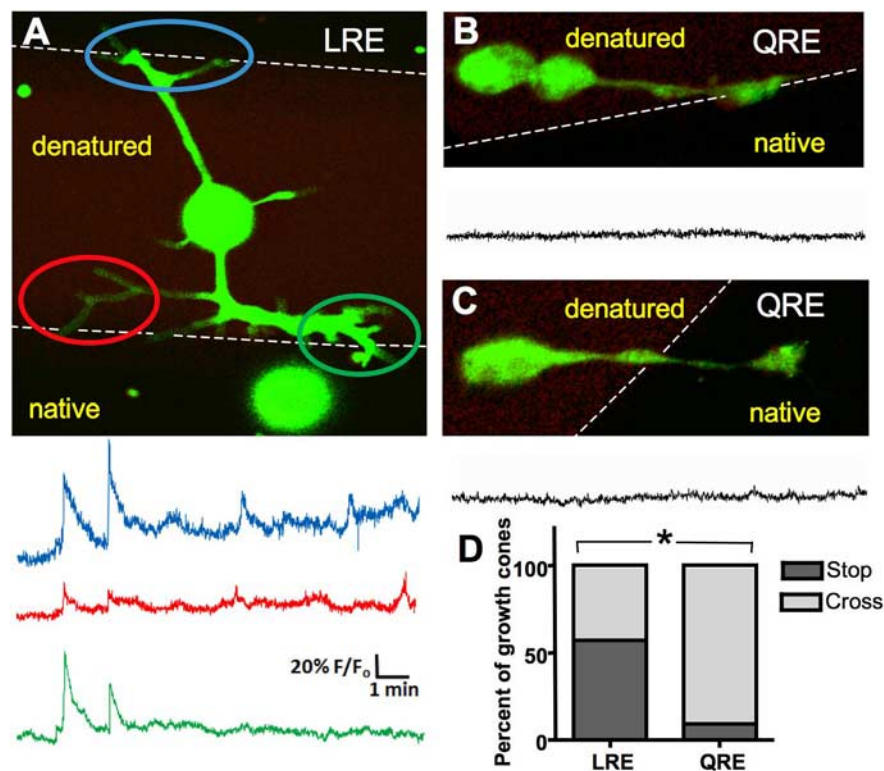 A
LRE
denatured
native
B
denatured
QRE
native
C
denatured
QRE
native
20% F/Fo
1 min
D
*
Percent of growth cones
100
50
0
LRE
QRE
Stop
Cross